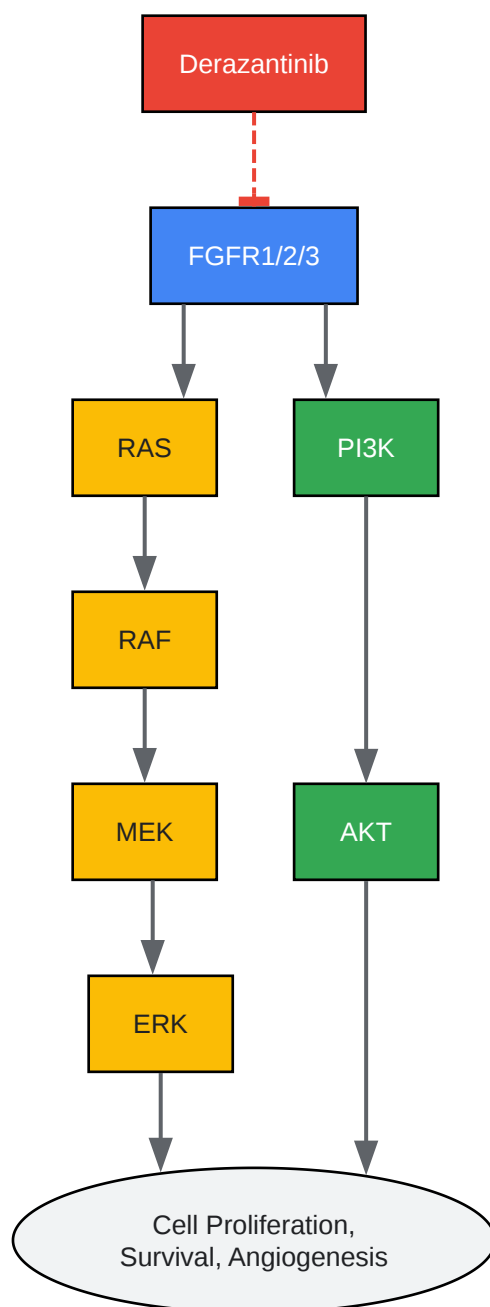 Derazantinib
FGFR1/2/3
RAS
PI3K
RAF
MEK
AKT
ERK
Cell Proliferation,
Survival, Angiogenesis